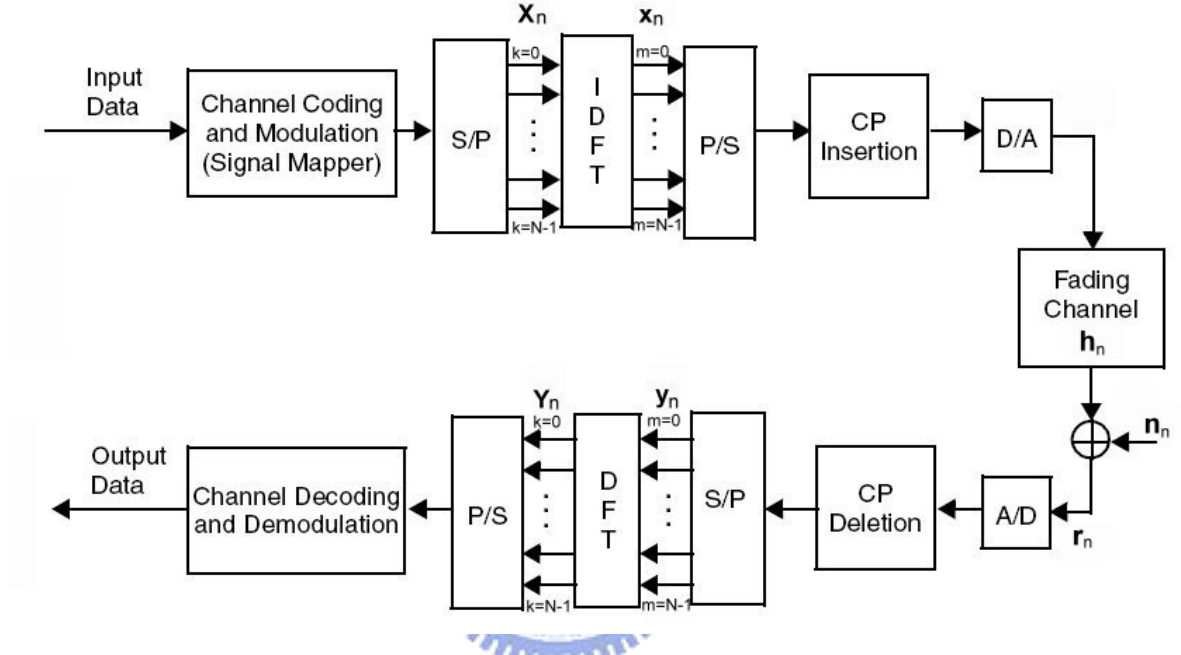 Xn
xn
Input
Data
Channel Coding
and Modulation
(Signal Mapper)
S/P
k=0
k=N-1
I
D
F
T
m=0
m=N-1
P/S
CP
Insertion
D/A
Fading
Channel
hn
nn
rn
A/D
CP
Deletion
S/P
yn
m=0
m=N-1
D
F
T
Yn
k=0
k=N-1
P/S
Channel Decoding
and Demodulation
Output
Data